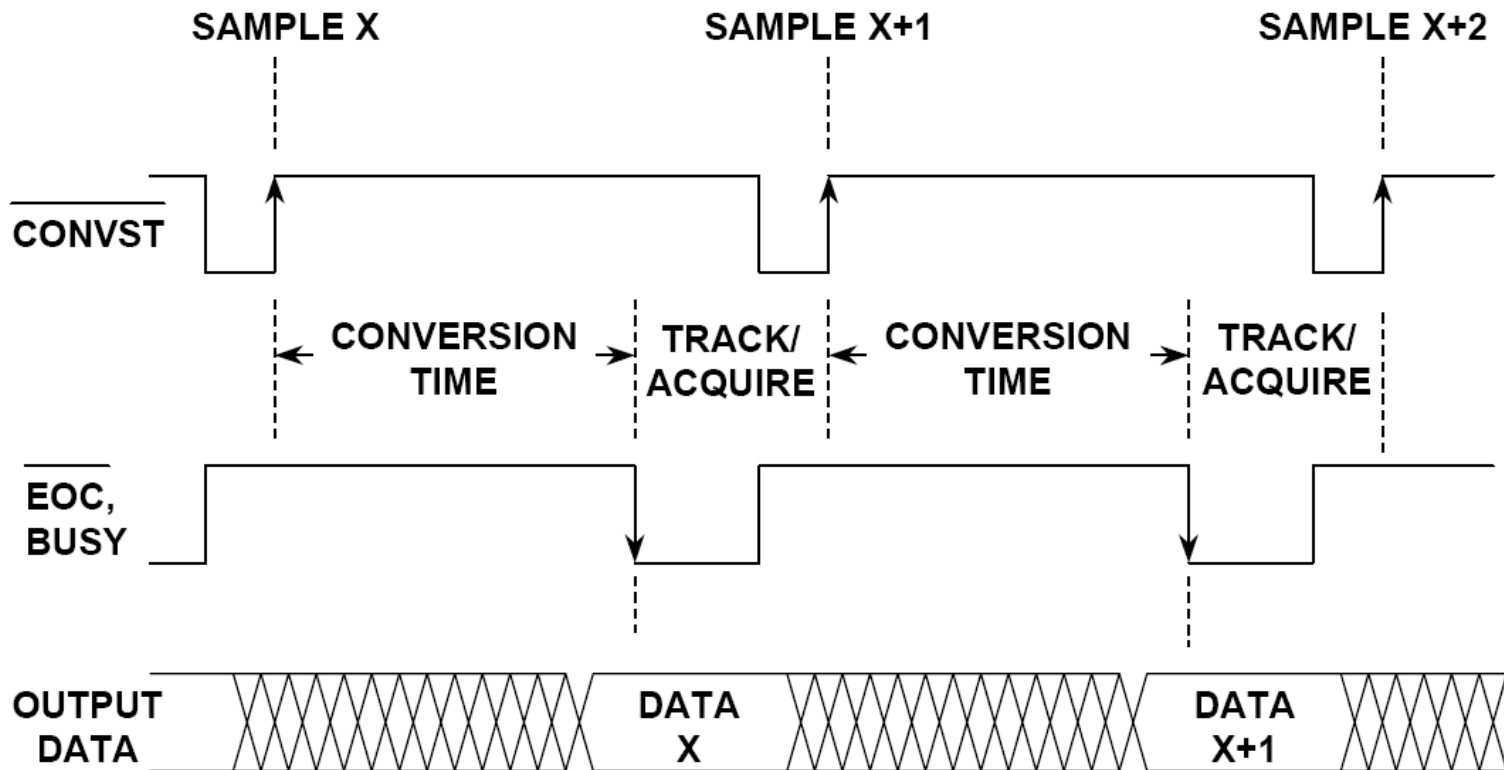 SAMPLE X
SAMPLE X+1
SAMPLE X+2
CONVST
CONVERSION
TIME
TRACK/
ACQUIRE
CONVERSION
TIME
TRACK/
ACQUIRE
EOC,
BUSY
OUTPUT
DATA
DATA
X
DATA
X+1